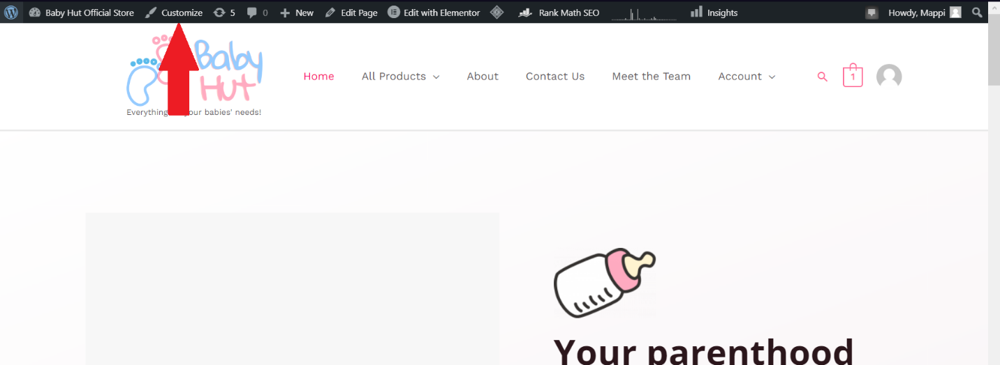 Baby Hut Official Store Customize 5 0 New Edit Page Edit with Elementor Rank Math SEO Insights Howdy, Mappi
Baby
Hut
Everything our babies' needs!
Home All Products About Contact Us Meet the Team Account 1
Your parenthood